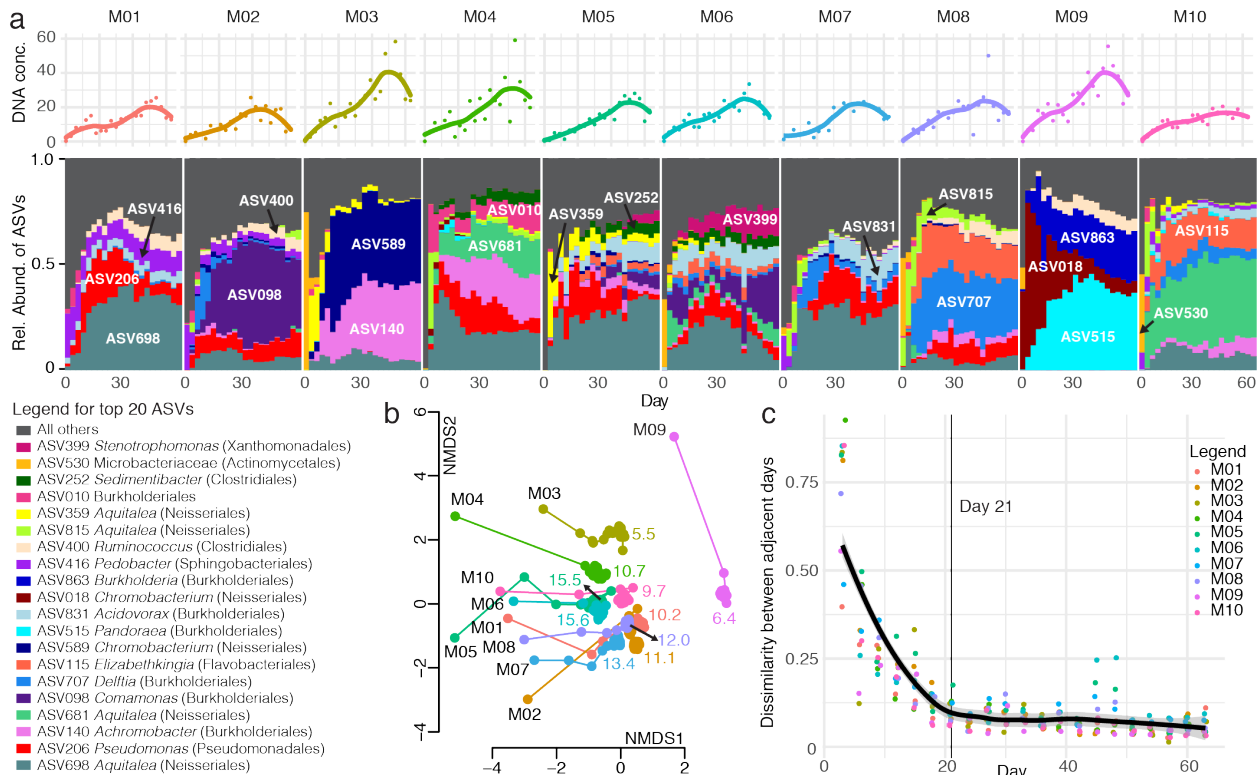 a
M01 M02 M03 M04 M05 M06 M07 M08 M09 M10
DNA conc.
60
40
20
0
Rel. Abund. of ASVs
1.0
0.5
0
ASV416
ASV206
ASV698
ASV400
ASV098
ASV589
ASV140
ASV010
ASV681
ASV359
ASV252
ASV399
ASV831
ASV815
ASV707
ASV863
ASV018
ASV515
ASV115
ASV530
0 30 0 30 0 30 0 30 0 30 0 30 0 30 0 30 0 30 0 30 60
Day
Legend for top 20 ASVs
All others
ASV399 Stenotrophomonas (Xanthomonadales)
ASV530 Microbacteriaceae (Actinomycetales)
ASV252 Sedimentibacter (Clostridiales)
ASV010 Burkholderiales
ASV359 Aquitalea (Neisseriales)
ASV815 Aquitalea (Neisseriales)
ASV400 Ruminococcus (Clostridiales)
ASV416 Pedobacter (Sphingobacteriales)
ASV863 Burkholderia (Burkholderiales)
ASV018 Chromobacterium (Neisseriales)
ASV831 Acidovorax (Burkholderiales)
ASV515 Pandoraea (Burkholderiales)
ASV589 Chromobacterium (Neisseriales)
ASV115 Elizabethkingia (Flavobacteriales)
ASV707 Delftia (Burkholderiales)
ASV098 Comamonas (Burkholderiales)
ASV681 Aquitalea (Neisseriales)
ASV140 Achromobacter (Burkholderiales)
ASV206 Pseudomonas (Pseudomonadales)
ASV698 Aquitalea (Neisseriales)
b
NMDS2
6
4
2
0
−2
−4
M09
M03
M04
5.5
10.7
15.5
M10
9.7
M06
15.6
10.2
6.4
M01
M05
M08
12.0
M07
13.4
11.1
M02
NMDS1
−4 −2 0 2
c
Dissimilarity between adjacent days
0.75
0.50
0.25
0
Day 21
Legend
M01
M02
M03
M04
M05
M06
M07
M08
M09
M10
0 20 40 60
Day